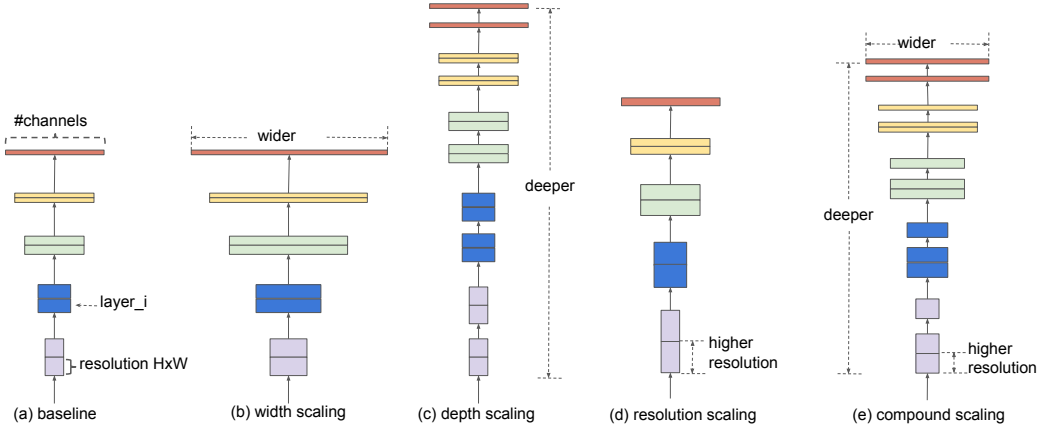 #channels
layer_i
resolution HxW
(a) baseline
wider
(b) width scaling
deeper
(c) depth scaling
higher
resolution
(d) resolution scaling
wider
deeper
higher
resolution
(e) compound scaling